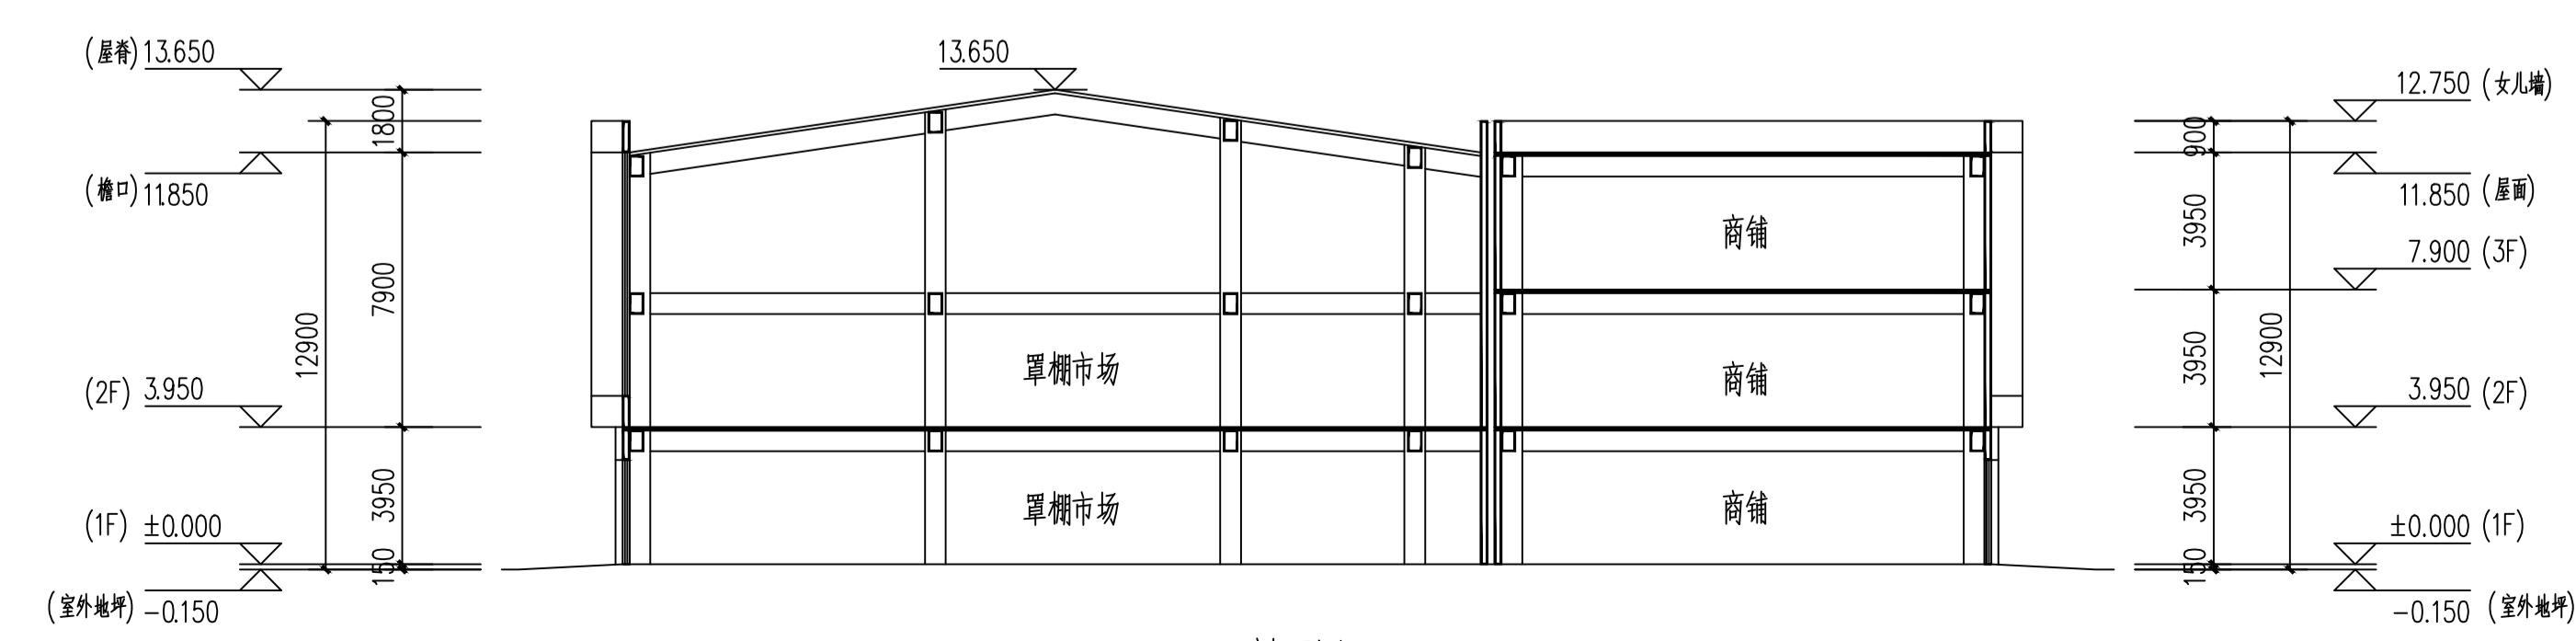 (屋脊) 13.650
1800
(檐口) 11.850
7900
12900
(2F) 3.950
3950
(1F) ±0.000
150
(室外地坪) -0.150
13.650
罩棚市场
罩棚市场
商铺
商铺
商铺
12.750 (女儿墙)
900
11.850 (屋面)
3950
7.900 (3F)
3950
12900
3.950 (2F)
3950
±0.000 (1F)
150
-0.150 (室外地坪)